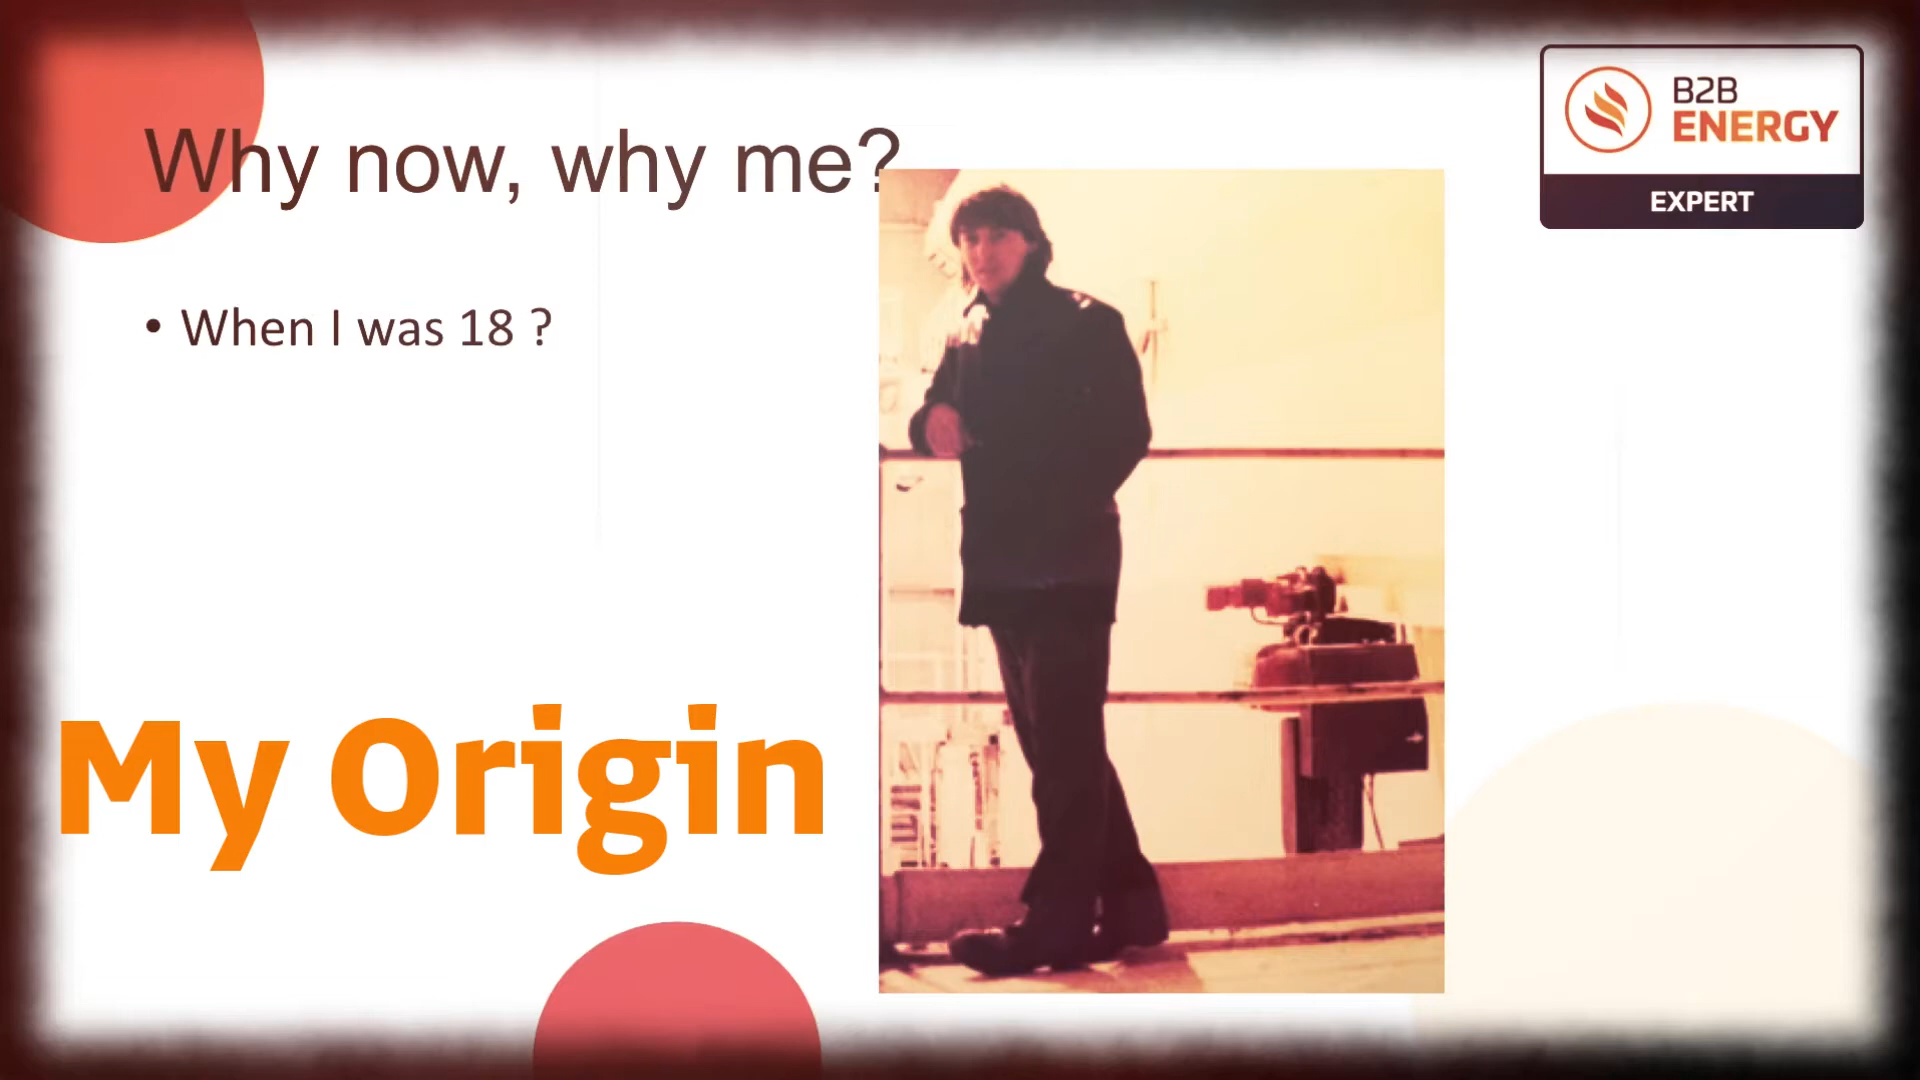 Why now, why me?
B2B
ENERGY
EXPERT
• When I was 18 ?
My Origin